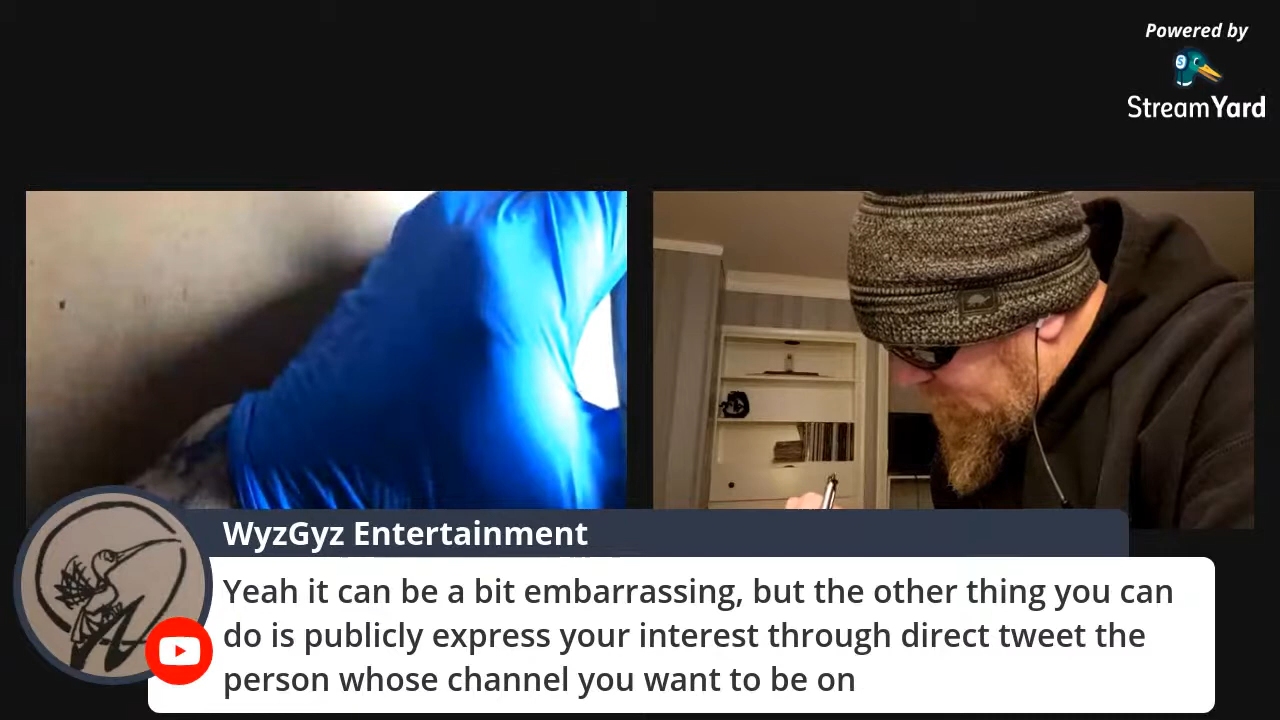 Powered by
StreamYard
WyzGyz Entertainment
Yeah it can be a bit embarrassing, but the other thing you can
do is publicly express your interest through direct tweet the
person whose channel you want to be on